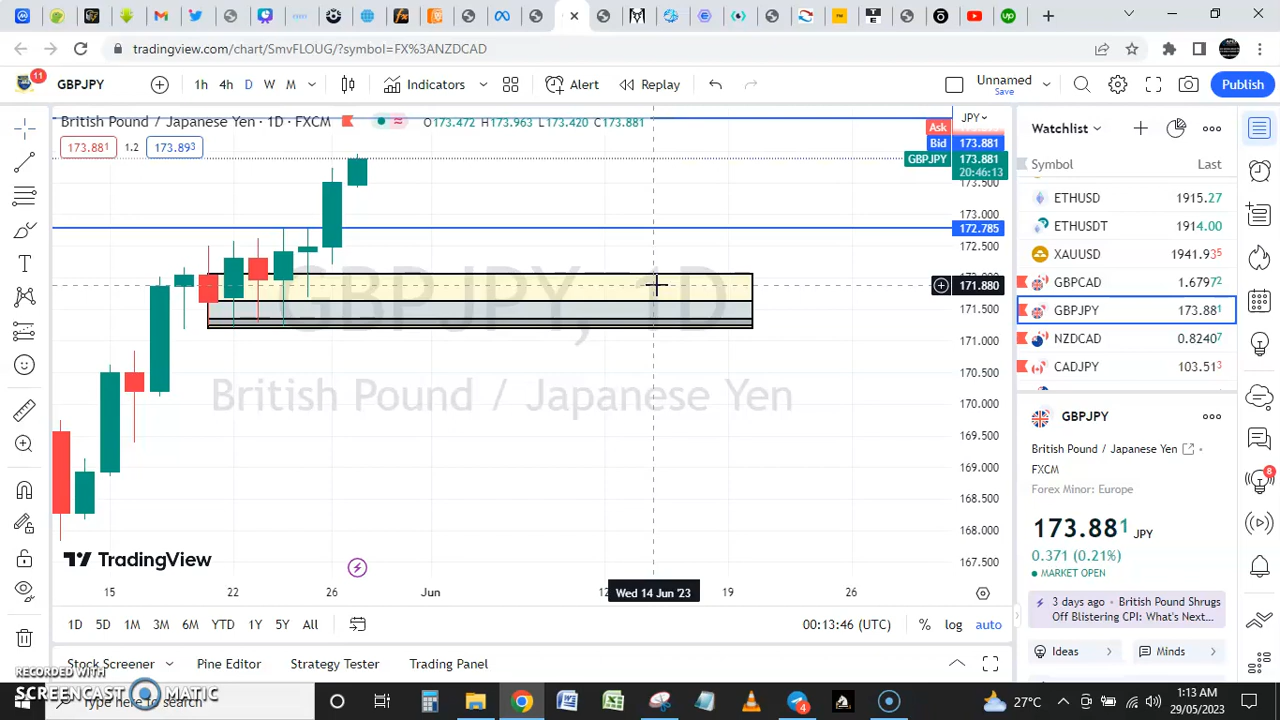 tradingview.com/chart/SmvFLOUG/?symbol=FX%3ANZDCAD
11
GBPJPY
1h 4h D W M
Indicators
Alert
Replay
Unnamed
Save
Publish
British Pound / Japanese Yen · 1D · FXCM
O173.472 H173.963 L173.420 C173.881
173.881 1.2 173.893
JPY
Ask
Bid 173.881
GBPJPY 173.881
20:46:13
173.500
173.000
172.785
172.500
171.880
171.500
171.000
170.500
170.000
169.500
169.000
168.500
168.000
167.500
GBPJPY, 1D
British Pound / Japanese Yen
TradingView
15 22 26 Jun 12 Wed 14 Jun '23 19 26
1D 5D 1M 3M 6M YTD 1Y 5Y All
00:13:46 (UTC)
% log auto
Stock Screener
Pine Editor
Strategy Tester
Trading Panel
Watchlist
Symbol Last
ETHUSD 1915.27
ETHUSDT 1914.00
XAUUSD 1941.935
GBPCAD 1.67972
GBPJPY 173.881
NZDCAD 0.82407
CADJPY 103.513
GBPJPY
British Pound / Japanese Yen
FXCM
Forex Minor: Europe
173.881 JPY
0.371 (0.21%)
MARKET OPEN
3 days ago • British Pound Shrugs
Off Blistering CPI: What's Next...
Ideas
Minds
8
RECORDED WITH
SCREENCAST MATIC
Type here to search
4
27°C
1:13 AM
29/05/2023